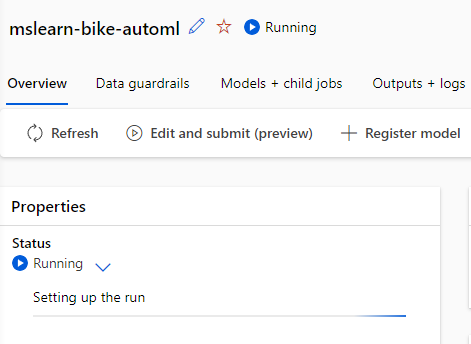 mslearn-bike-automl Running
Overview Data guardrails Models + child jobs Outputs + logs
Refresh Edit and submit (preview) Register model
Properties
Status
Running
Setting up the run